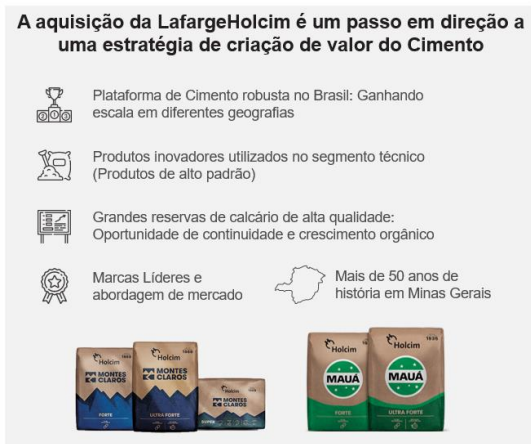 A aquisição da LafargeHolcim é um passo em direção a
uma estratégia de criação de valor do Cimento
Plataforma de Cimento robusta no Brasil: Ganhando
escala em diferentes geografias
Produtos inovadores utilizados no segmento técnico
(Produtos de alto padrão)
Grandes reservas de calcário de alta qualidade:
Oportunidade de continuidade e crescimento orgânico
Marcas Líderes e
abordagem de mercado
Mais de 50 anos de
história em Minas Gerais
Holcim
MONTES
CLAROS
FORTE
Holcim
MONTES
CLAROS
ULTRA FORTE
Holcim
MONTES
CLAROS
SUPER
Holcim
MAUÁ
FORTE
Holcim
MAUÁ
ULTRA FORTE